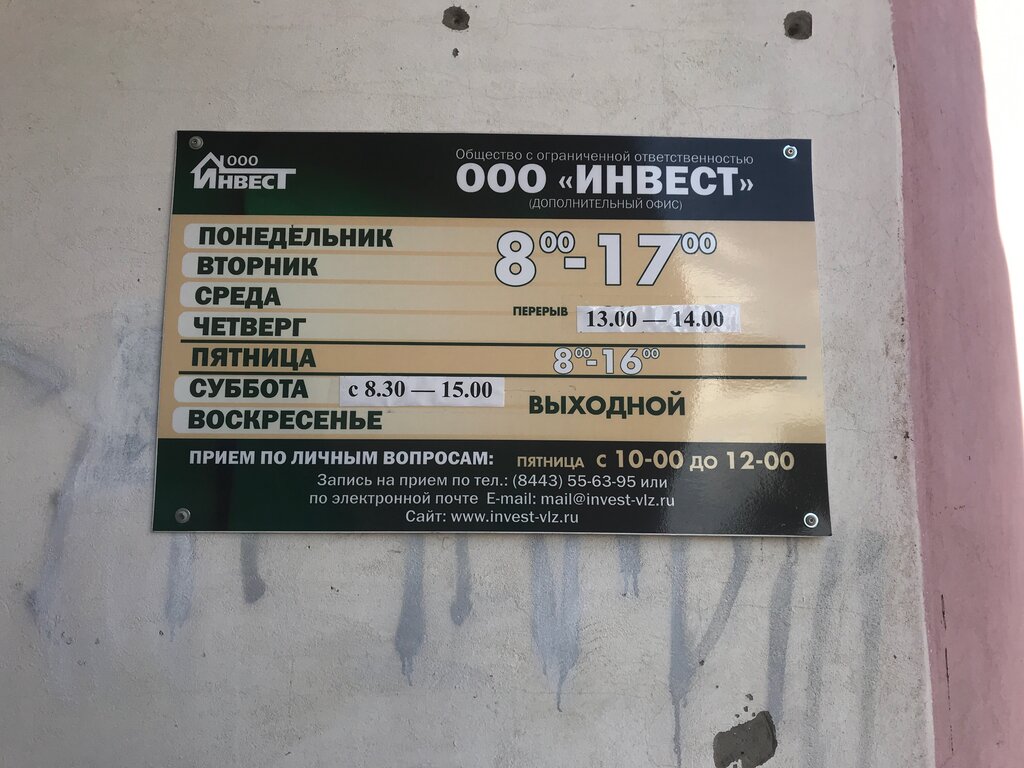 ООО
ИНВЕСТ
Общество с ограниченной ответственностью
ООО «ИНВЕСТ»
(ДОПОЛНИТЕЛЬНЫЙ ОФИС)
ПОНЕДЕЛЬНИК
ВТОРНИК
8⁰⁰-17⁰⁰
СРЕДА
ЧЕТВЕРГ
ПЕРЕРЫВ 13.00 — 14.00
ПЯТНИЦА 8⁰⁰-16⁰⁰
СУББОТА с 8.30 — 15.00
ВОСКРЕСЕНЬЕ
ВЫХОДНОЙ
ПРИЕМ ПО ЛИЧНЫМ ВОПРОСАМ: ПЯТНИЦА С 10-00 ДО 12-00
Запись на прием по тел.: (8443) 55-63-95 или
по электронной почте E-mail: mail@invest-vlz.ru
Сайт: www.invest-vlz.ru